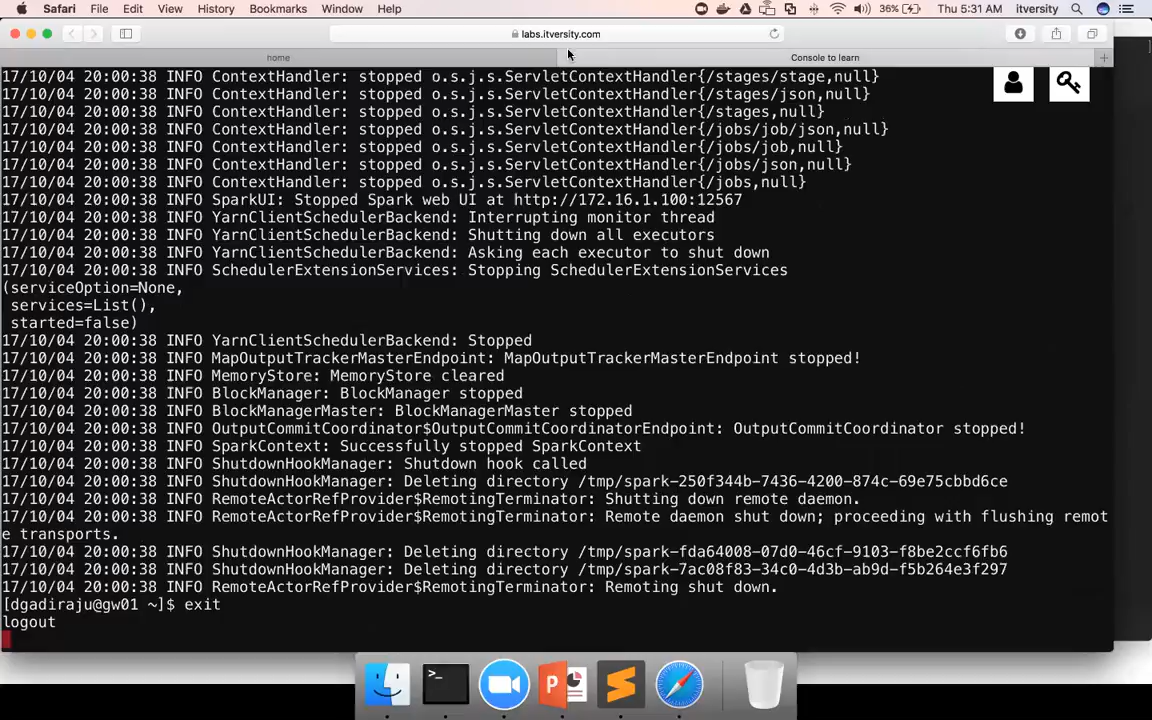 Safari File Edit View History Bookmarks Window Help 36% Thu 5:31 AM itversity
labs.itversity.com
home Console to learn
17/10/04 20:00:38 INFO ContextHandler: stopped o.s.j.s.ServletContextHandler{/stages/stage,null}
17/10/04 20:00:38 INFO ContextHandler: stopped o.s.j.s.ServletContextHandler{/stages/json,null}
17/10/04 20:00:38 INFO ContextHandler: stopped o.s.j.s.ServletContextHandler{/stages,null}
17/10/04 20:00:38 INFO ContextHandler: stopped o.s.j.s.ServletContextHandler{/jobs/job/json,null}
17/10/04 20:00:38 INFO ContextHandler: stopped o.s.j.s.ServletContextHandler{/jobs/job,null}
17/10/04 20:00:38 INFO ContextHandler: stopped o.s.j.s.ServletContextHandler{/jobs/json,null}
17/10/04 20:00:38 INFO ContextHandler: stopped o.s.j.s.ServletContextHandler{/jobs,null}
17/10/04 20:00:38 INFO SparkUI: Stopped Spark web UI at http://172.16.1.100:12567
17/10/04 20:00:38 INFO YarnClientSchedulerBackend: Interrupting monitor thread
17/10/04 20:00:38 INFO YarnClientSchedulerBackend: Shutting down all executors
17/10/04 20:00:38 INFO YarnClientSchedulerBackend: Asking each executor to shut down
17/10/04 20:00:38 INFO SchedulerExtensionServices: Stopping SchedulerExtensionServices
(serviceOption=None,
services=List(),
started=false)
17/10/04 20:00:38 INFO YarnClientSchedulerBackend: Stopped
17/10/04 20:00:38 INFO MapOutputTrackerMasterEndpoint: MapOutputTrackerMasterEndpoint stopped!
17/10/04 20:00:38 INFO MemoryStore: MemoryStore cleared
17/10/04 20:00:38 INFO BlockManager: BlockManager stopped
17/10/04 20:00:38 INFO BlockManagerMaster: BlockManagerMaster stopped
17/10/04 20:00:38 INFO OutputCommitCoordinator$OutputCommitCoordinatorEndpoint: OutputCommitCoordinator stopped!
17/10/04 20:00:38 INFO SparkContext: Successfully stopped SparkContext
17/10/04 20:00:38 INFO ShutdownHookManager: Shutdown hook called
17/10/04 20:00:38 INFO ShutdownHookManager: Deleting directory /tmp/spark-250f344b-7436-4200-874c-69e75cbbd6ce
17/10/04 20:00:38 INFO RemoteActorRefProvider$RemotingTerminator: Shutting down remote daemon.
17/10/04 20:00:38 INFO RemoteActorRefProvider$RemotingTerminator: Remote daemon shut down; proceeding with flushing remot
e transports.
17/10/04 20:00:38 INFO ShutdownHookManager: Deleting directory /tmp/spark-fda64008-07d0-46cf-9103-f8be2ccf6fb6
17/10/04 20:00:38 INFO ShutdownHookManager: Deleting directory /tmp/spark-7ac08f83-34c0-4d3b-ab9d-f5b264e3f297
17/10/04 20:00:38 INFO RemoteActorRefProvider$RemotingTerminator: Remoting shut down.
[dgadiraju@gw01 ~]$ exit
logout